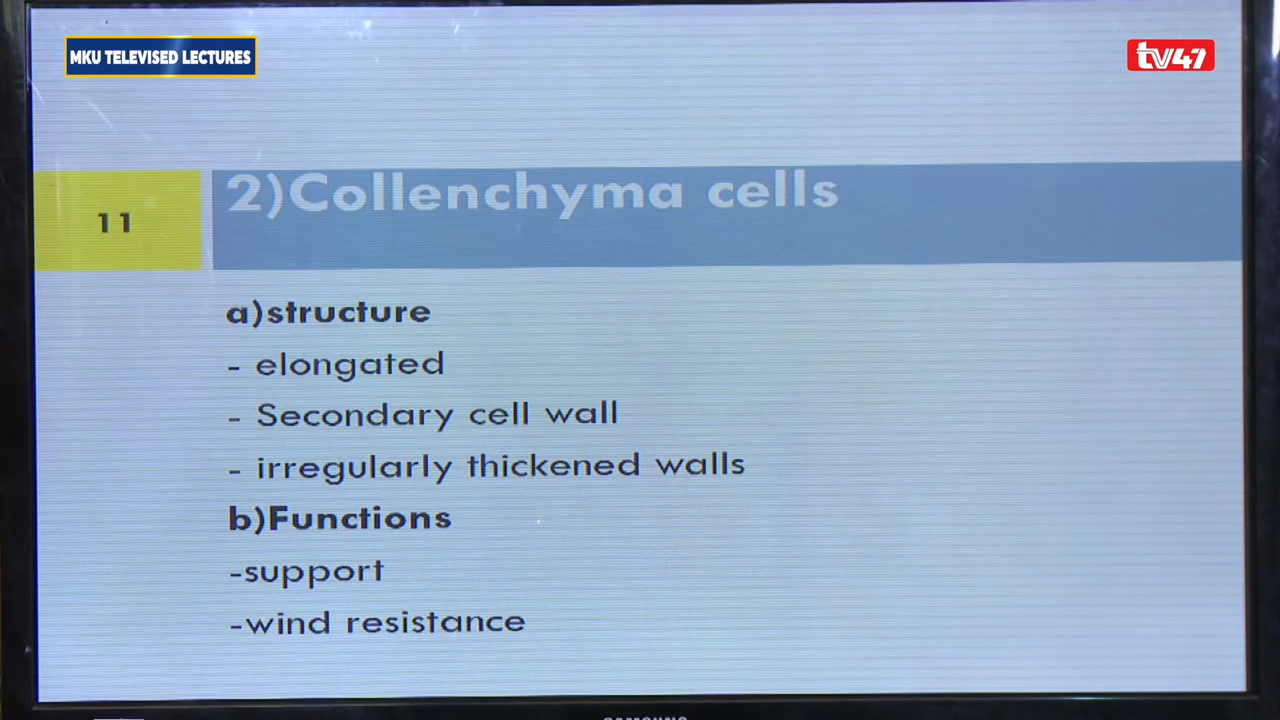 MKU TELEVISED LECTURES
tv47
11
2)Collenchyma cells
a)structure
- elongated
- Secondary cell wall
- irregularly thickened walls
b)Functions
-support
-wind resistance
SAMSUNG